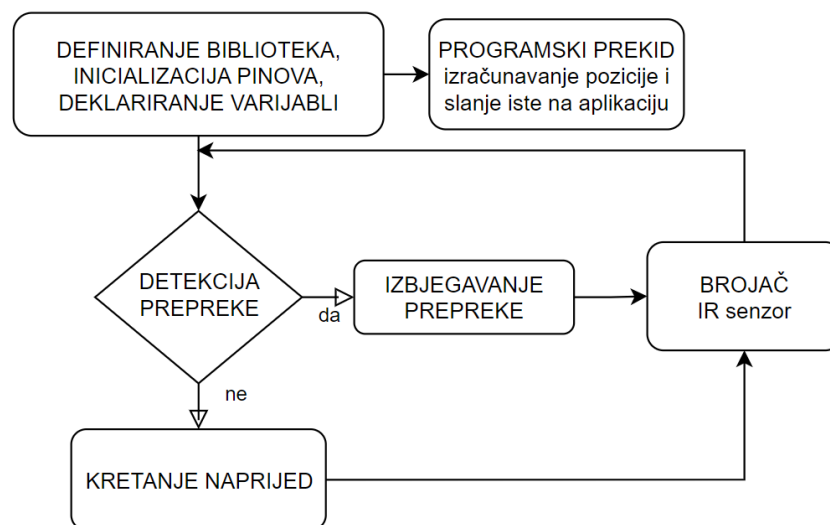 DEFINIRANJE BIBLIOTEKA,
INICIALIZACIJA PINOVA,
DEKLARIRANJE VARIJABLI
PROGRAMSKI PREKID
izračunavanje pozicije i
slanje iste na aplikaciju
DETEKCIJA
PREPREKE
da
IZBJEGAVANJE
PREPREKE
BROJAČ
IR senzor
ne
KRETANJE NAPRIJED